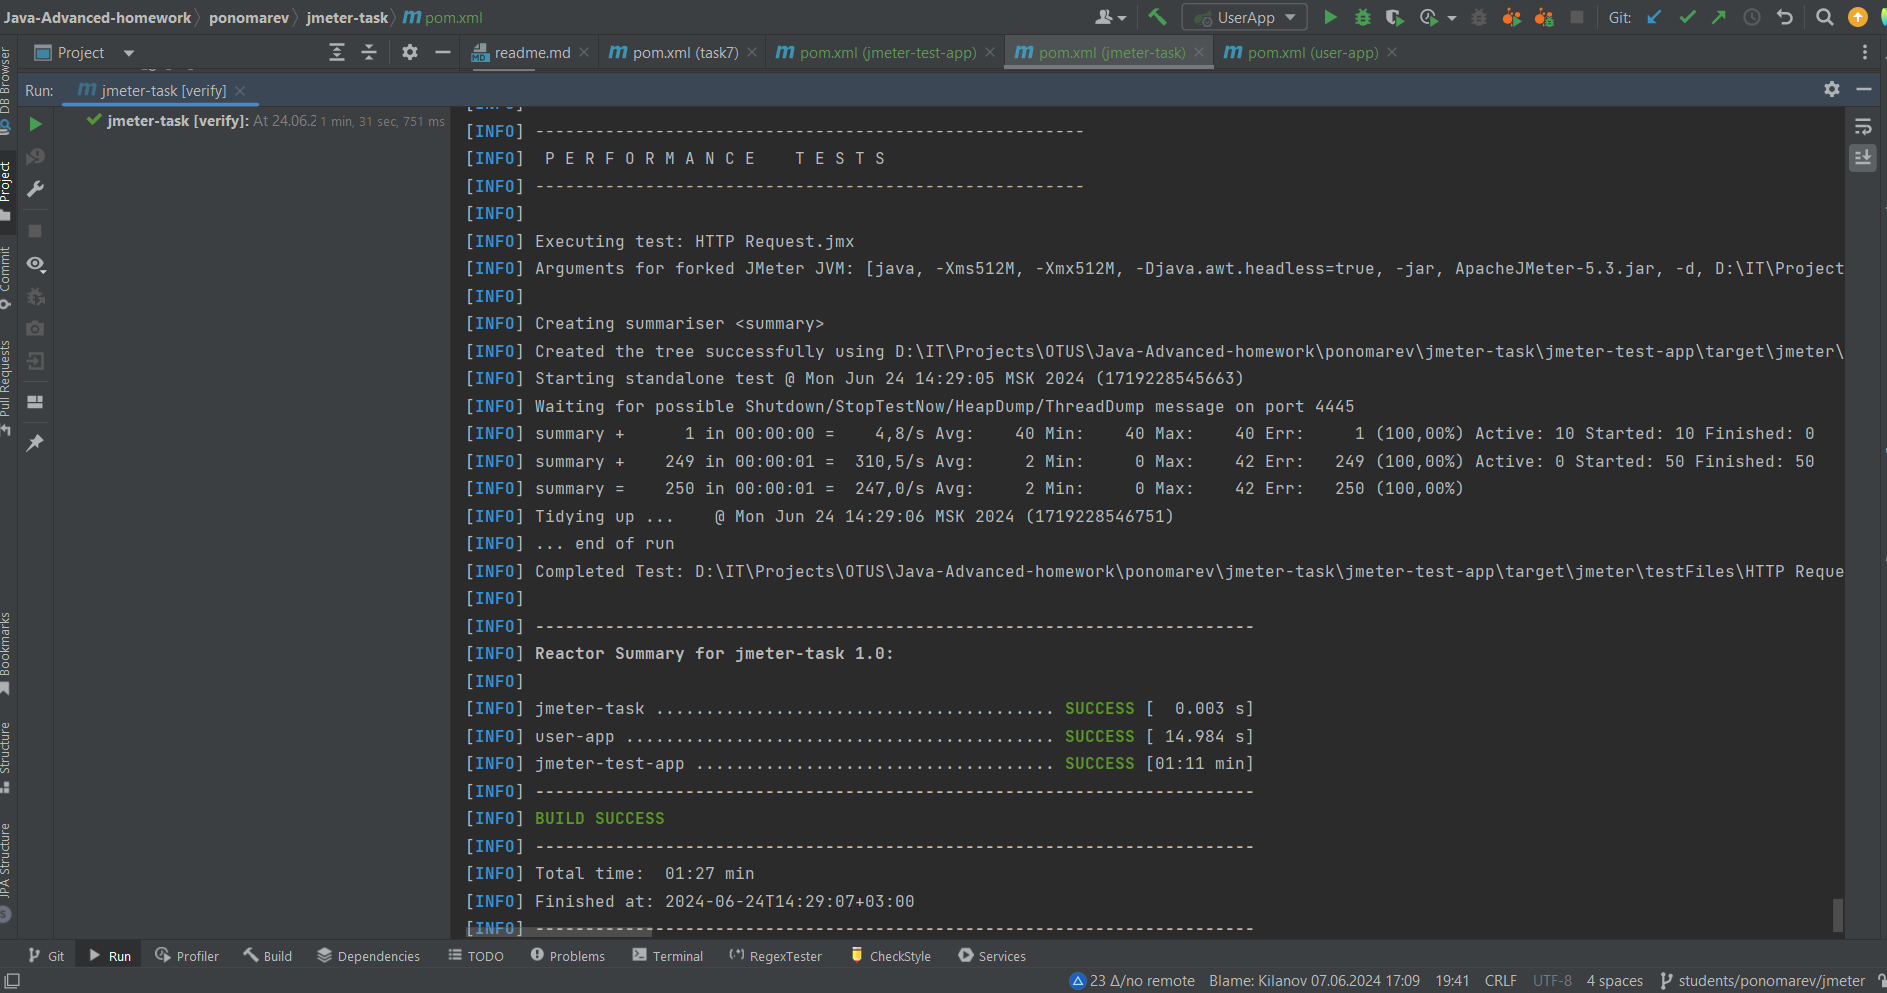 Java-Advanced-homework ponomarev jmeter-task pom.xml
UserApp
Git:
Project
readme.md
pom.xml (task7)
pom.xml (jmeter-test-app)
pom.xml (jmeter-task)
pom.xml (user-app)
Run: jmeter-task [verify]
jmeter-task [verify]: At 24.06.2 1 min, 31 sec, 751 ms
[INFO] -------------------------------------------------------
[INFO]  P E R F O R M A N C E    T E S T S
[INFO] -------------------------------------------------------
[INFO]
[INFO] Executing test: HTTP Request.jmx
[INFO] Arguments for forked JMeter JVM: [java, -Xms512M, -Xmx512M, -Djava.awt.headless=true, -jar, ApacheJMeter-5.3.jar, -d, D:\IT\Project
[INFO]
[INFO] Creating summariser <summary>
[INFO] Created the tree successfully using D:\IT\Projects\OTUS\Java-Advanced-homework\ponomarev\jmeter-task\jmeter-test-app\target\jmeter\
[INFO] Starting standalone test @ Mon Jun 24 14:29:05 MSK 2024 (1719228545663)
[INFO] Waiting for possible Shutdown/StopTestNow/HeapDump/ThreadDump message on port 4445
[INFO] summary +      1 in 00:00:00 =    4,8/s Avg:    40 Min:    40 Max:    40 Err:     1 (100,00%) Active: 10 Started: 10 Finished: 0
[INFO] summary +    249 in 00:00:01 =  310,5/s Avg:     2 Min:     0 Max:    42 Err:   249 (100,00%) Active: 0 Started: 50 Finished: 50
[INFO] summary =    250 in 00:00:01 =  247,0/s Avg:     2 Min:     0 Max:    42 Err:   250 (100,00%)
[INFO] Tidying up ...    @ Mon Jun 24 14:29:06 MSK 2024 (1719228546751)
[INFO] ... end of run
[INFO] Completed Test: D:\IT\Projects\OTUS\Java-Advanced-homework\ponomarev\jmeter-task\jmeter-test-app\target\jmeter\testFiles\HTTP Reque
[INFO]
[INFO] ------------------------------------------------------------------------
[INFO] Reactor Summary for jmeter-task 1.0:
[INFO]
[INFO] jmeter-task ........................................ SUCCESS [  0.003 s]
[INFO] user-app ........................................... SUCCESS [ 14.984 s]
[INFO] jmeter-test-app .................................... SUCCESS [01:11 min]
[INFO] ------------------------------------------------------------------------
[INFO] BUILD SUCCESS
[INFO] ------------------------------------------------------------------------
[INFO] Total time:  01:27 min
[INFO] Finished at: 2024-06-24T14:29:07+03:00
[INFO] ------------------------------------------------------------------------
DB Browser
Project
Commit
Pull Requests
Bookmarks
Structure
JPA Structure
Git
Run
Profiler
Build
Dependencies
TODO
Problems
Terminal
RegexTester
CheckStyle
Services
23 Δ/no remote
Blame: Kilanov 07.06.2024 17:09
19:41
CRLF
UTF-8
4 spaces
students/ponomarev/jmeter